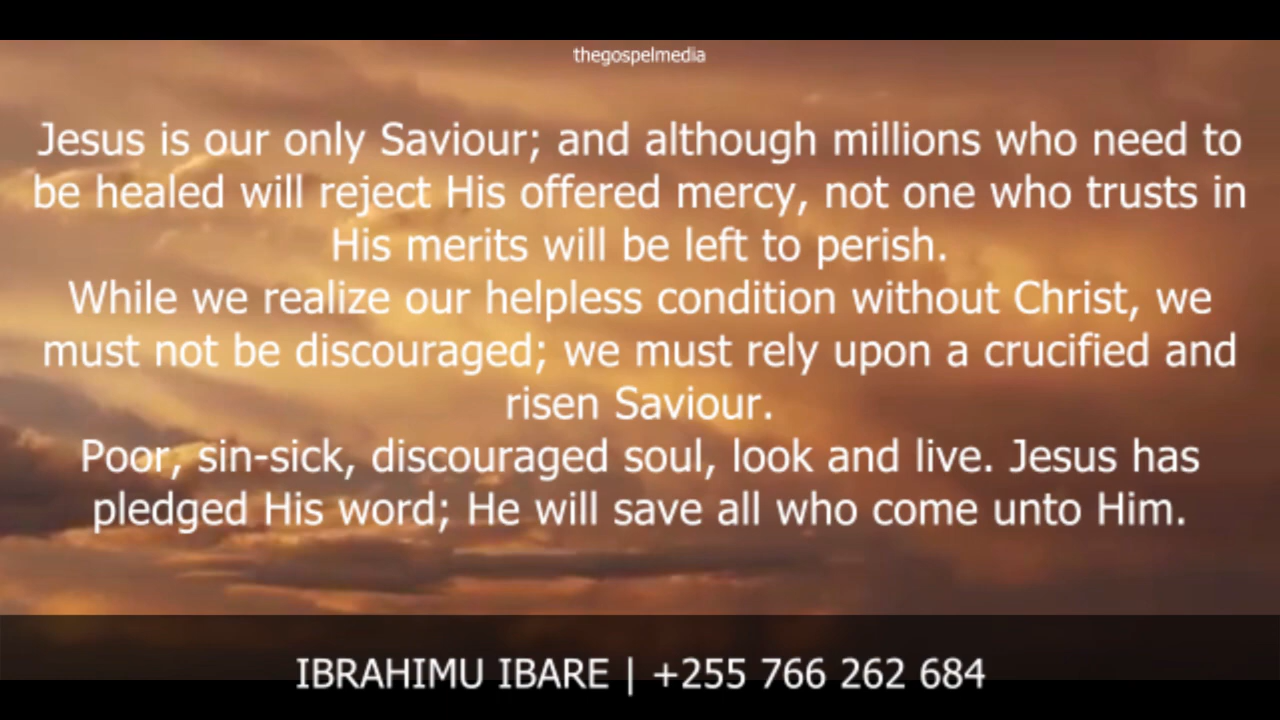 thegospelmedia
Jesus is our only Saviour; and although millions who need to
be healed will reject His offered mercy, not one who trusts in
His merits will be left to perish.
While we realize our helpless condition without Christ, we
must not be discouraged; we must rely upon a crucified and
risen Saviour.
Poor, sin-sick, discouraged soul, look and live. Jesus has
pledged His word; He will save all who come unto Him.
IBRAHIMU IBARE | +255 766 262 684